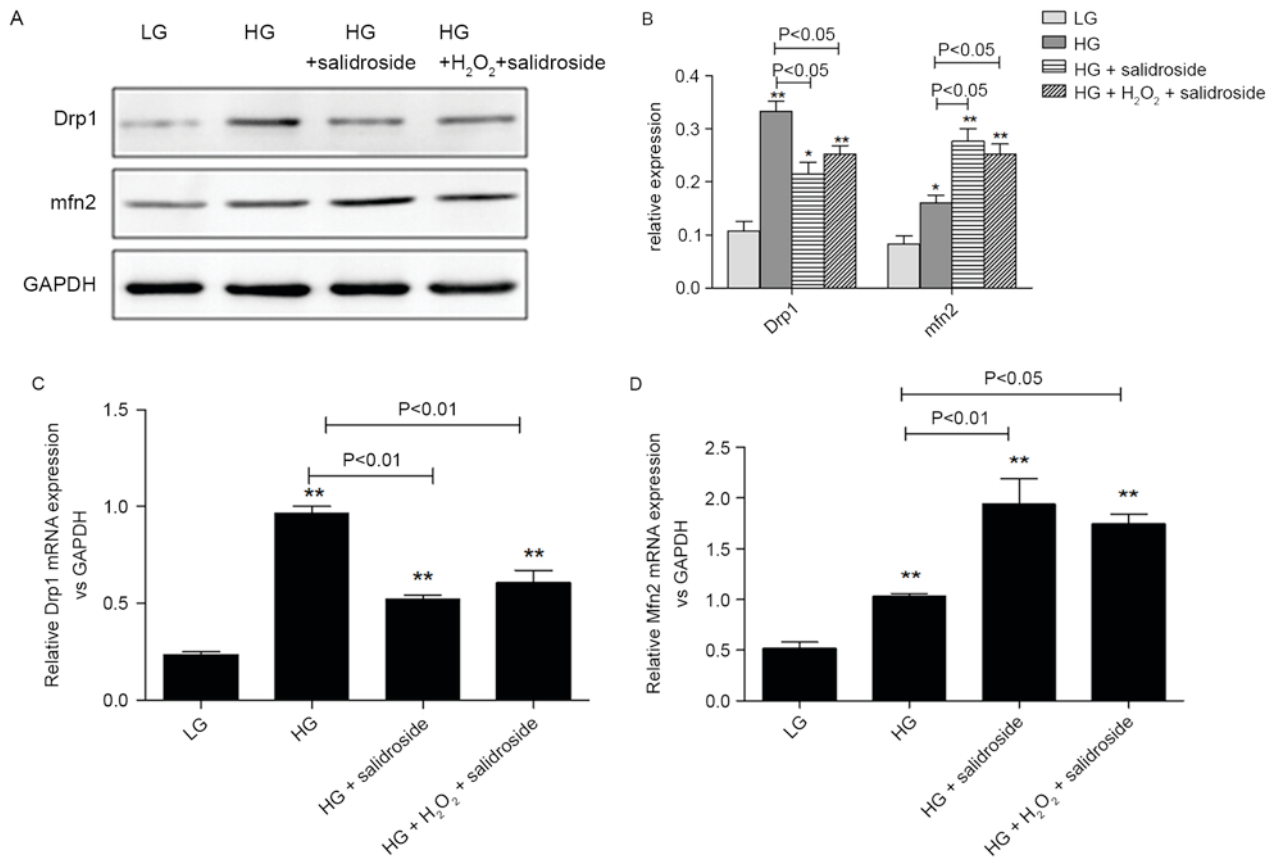 A
LG HG HG HG
+salidroside +H₂O₂+salidroside
Drp1
mfn2
GAPDH
B
LG
HG
HG + salidroside
HG + H₂O₂ + salidroside
P<0.05
P<0.05
P<0.05
P<0.05
** * ** * ** **
relative expression
0.4
0.3
0.2
0.1
0.0
Drp1 mfn2
C
P<0.01
P<0.01
** ** **
Relative Drp1 mRNA expression
vs GAPDH
1.5
1.0
0.5
0.0
LG
HG
HG + salidroside
HG + H₂O₂ + salidroside
D
P<0.05
P<0.01
** ** **
Relative Mfn2 mRNA expression
vs GAPDH
2.5
2.0
1.5
1.0
0.5
0.0
LG
HG
HG + salidroside
HG + H₂O₂ + salidroside